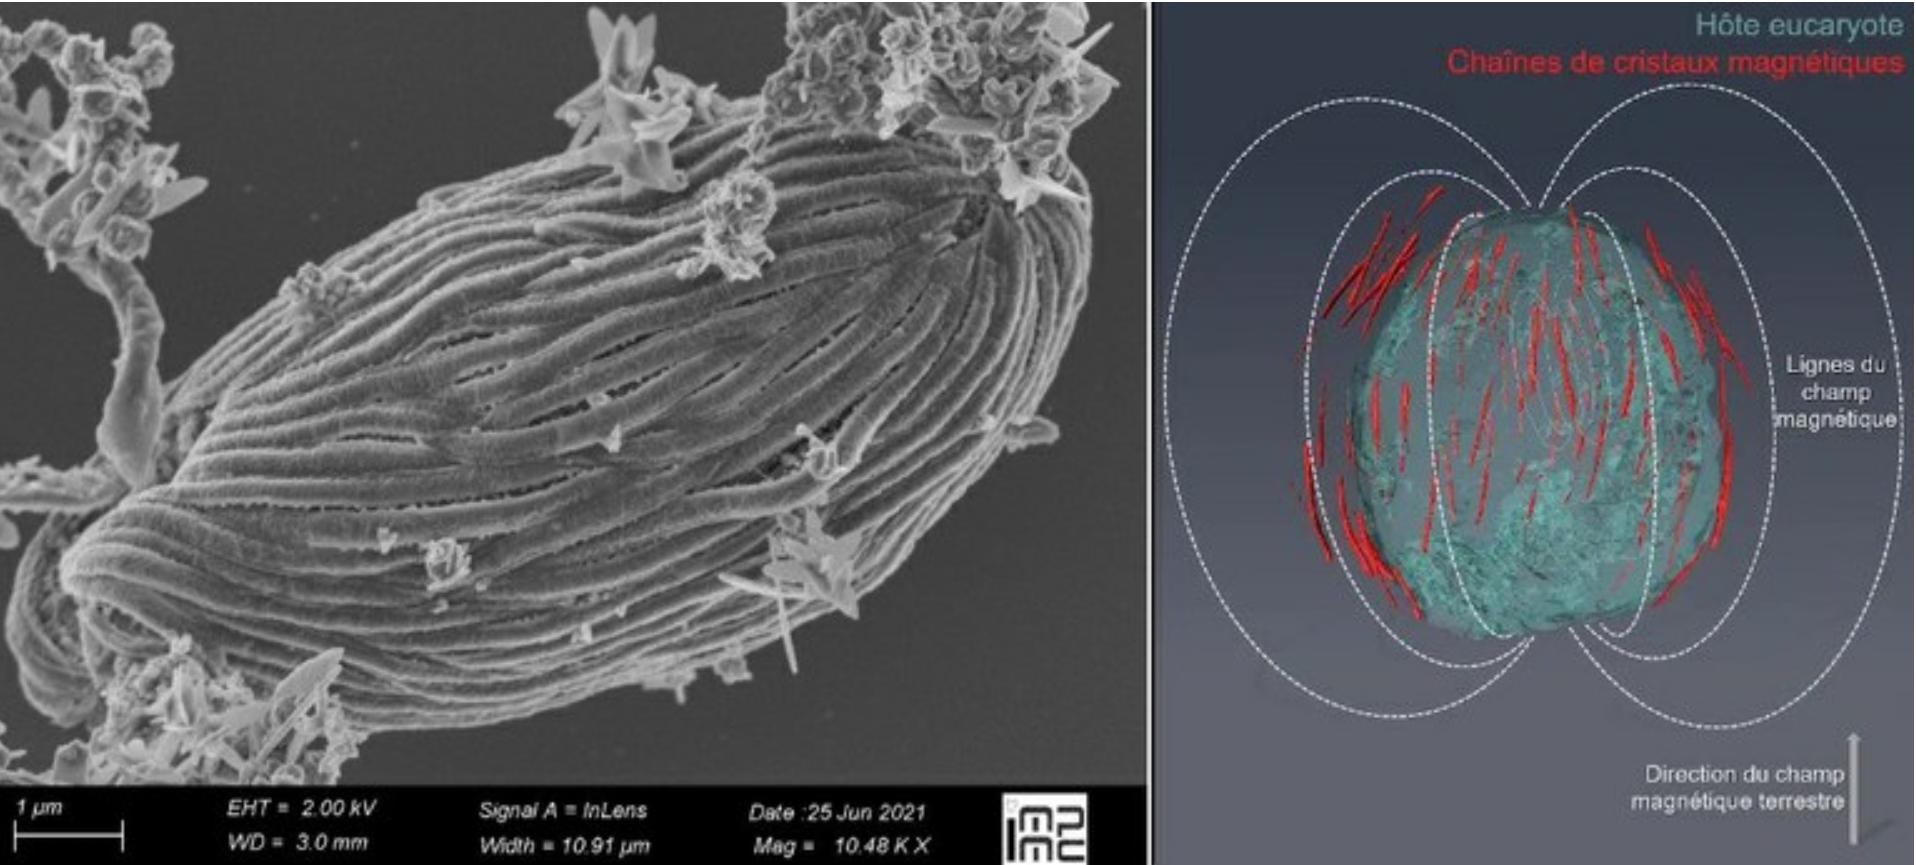 Hôte eucaryote
Chaînes de cristaux magnétiques
Lignes du
champ
magnétique
Direction du champ
magnétique terrestre
1 µm
EHT = 2.00 kV
Signal A = InLens
Date :25 Jun 2021
WD = 3.0 mm
Width = 10.91 µm
Mag = 10.48 K X
IMPMC